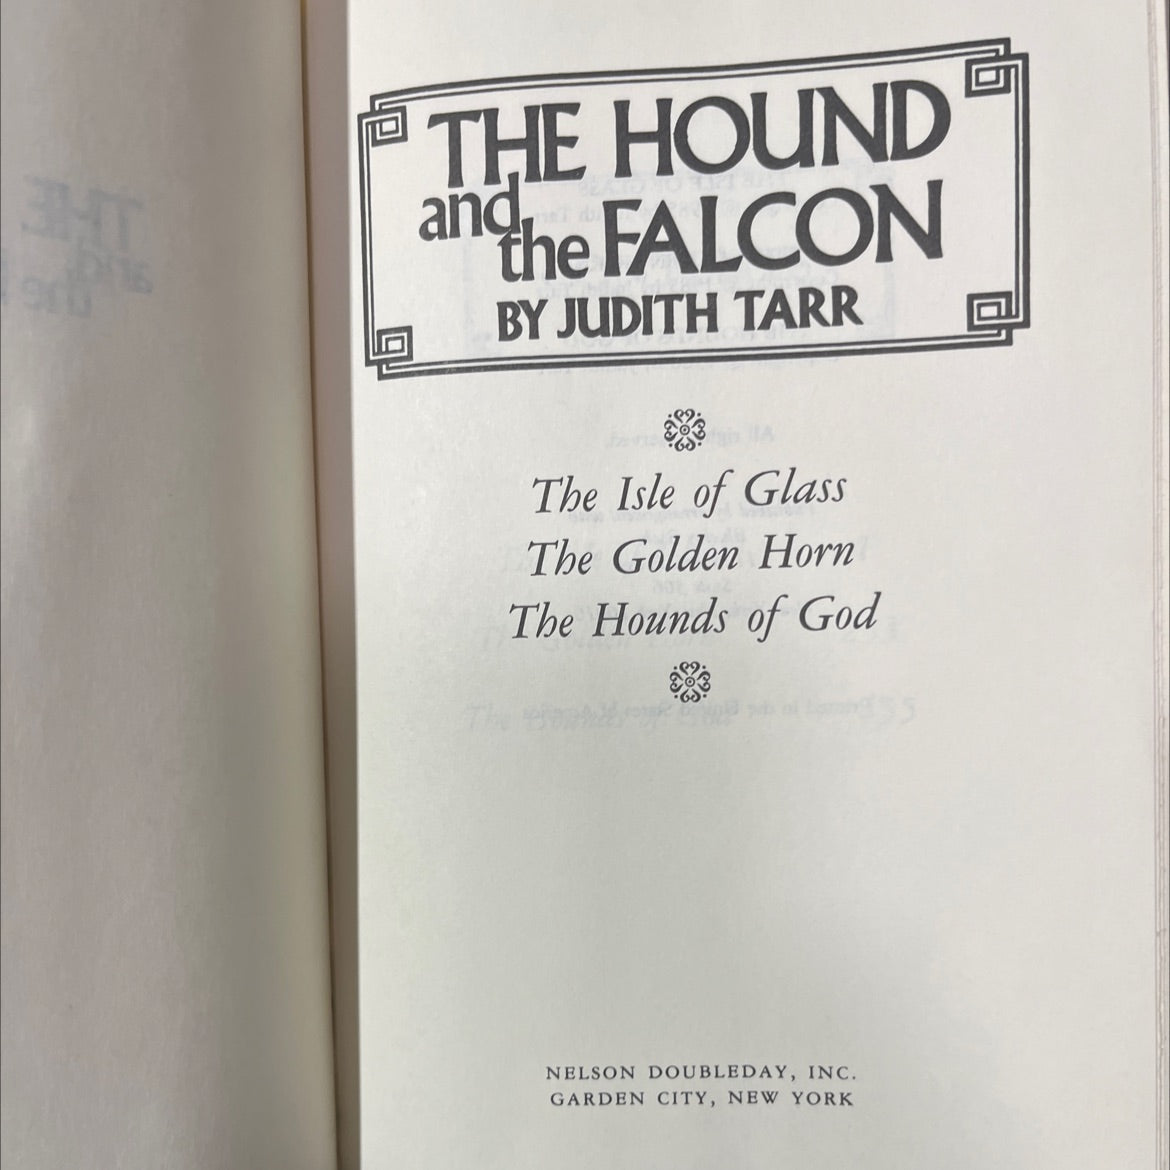 THE HOUND
and the FALCON
BY JUDITH TARR
The Isle of Glass
The Golden Horn
The Hounds of God
NELSON DOUBLEDAY, INC.
GARDEN CITY, NEW YORK